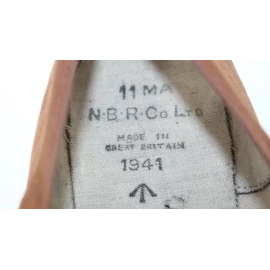 11 MA
N·B·R·Co LTD
MADE IN
GREAT BRITAIN
1941